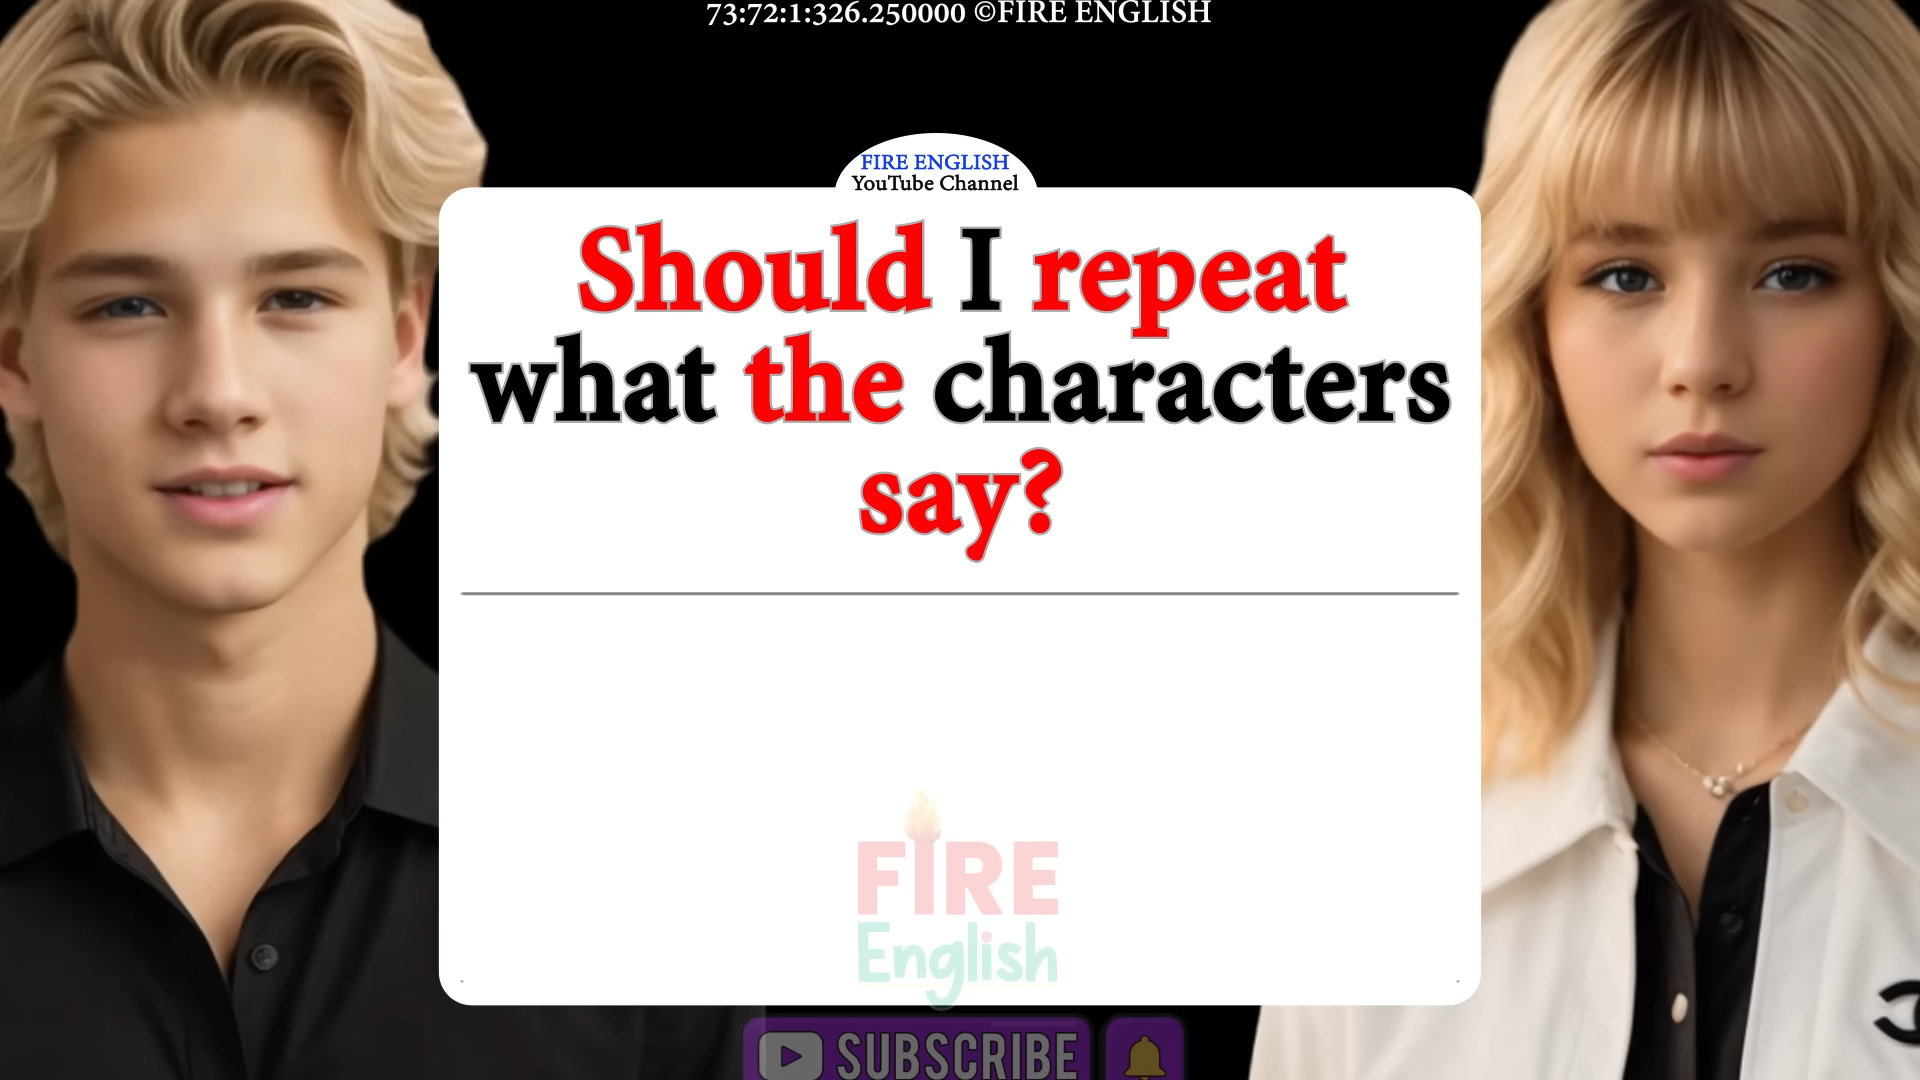 73:72:1:326.250000 ©FIRE ENGLISH
FIRE ENGLISH
YouTube Channel
Should I repeat
what the characters
say?
FIRE
English
SUBSCRIBE